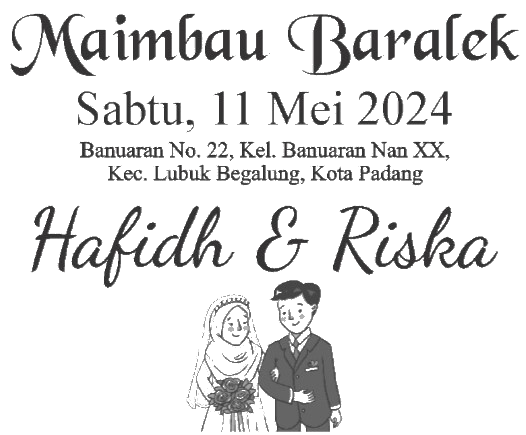 Maimbau Baralek
Sabtu, 11 Mei 2024
Banuaran No. 22, Kel. Banuaran Nan XX,
Kec. Lubuk Begalung, Kota Padang
Hafidh & Riska